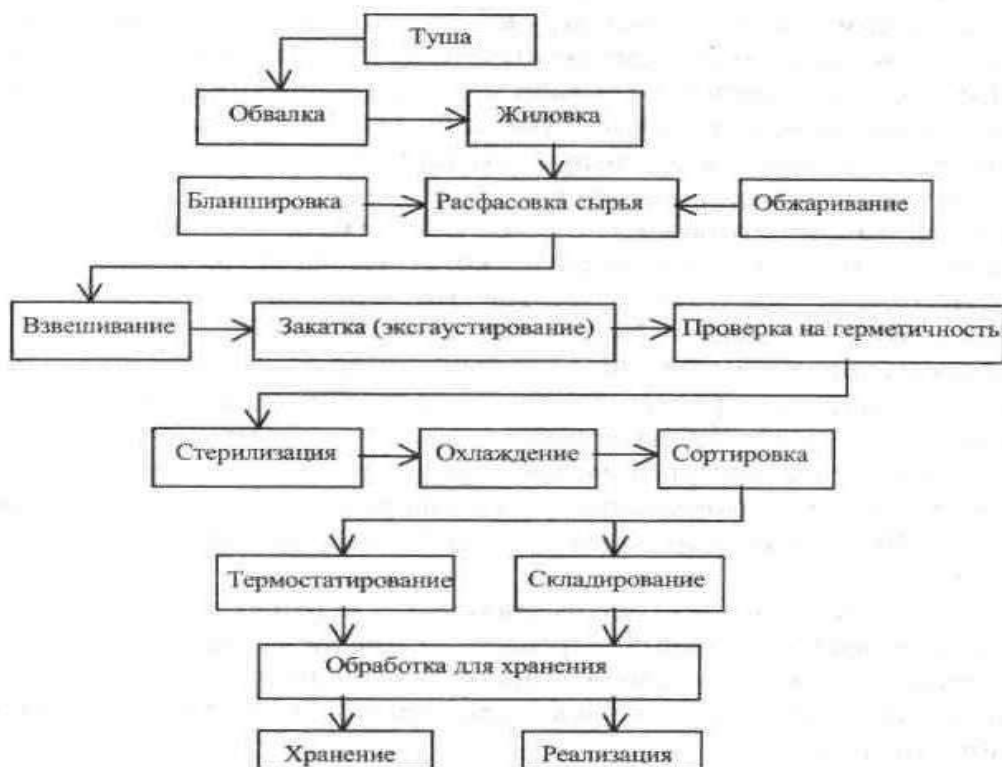 Туша
Обвалка
Жиловка
Бланшировка
Расфасовка сырья
Обжаривание
Взвешивание
Закатка (эксгаустирование)
Проверка на герметичность
Стерилизация
Охлаждение
Сортировка
Термостатирование
Складирование
Обработка для хранения
Хранение
Реализация